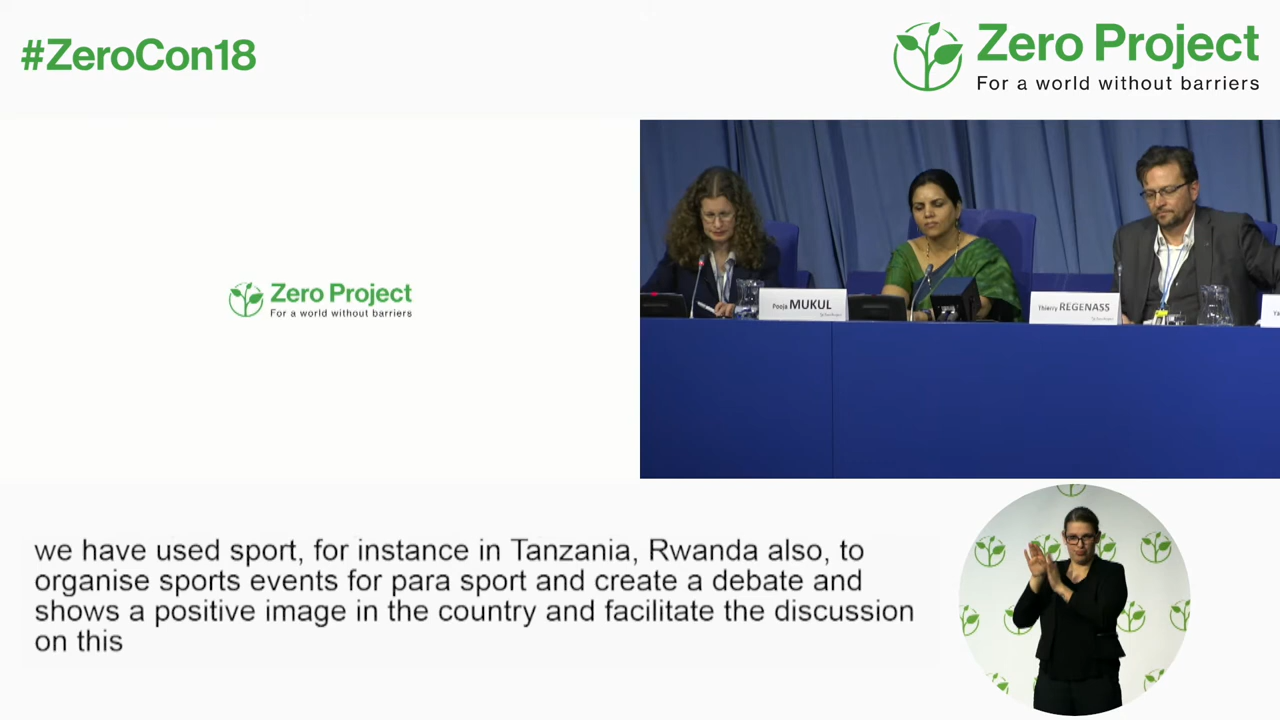 #ZeroCon18
Zero Project
For a world without barriers
Zero Project
For a world without barriers
Pooja MUKUL
Thierry REGENASS
we have used sport, for instance in Tanzania, Rwanda also, to
organise sports events for para sport and create a debate and
shows a positive image in the country and facilitate the discussion
on this